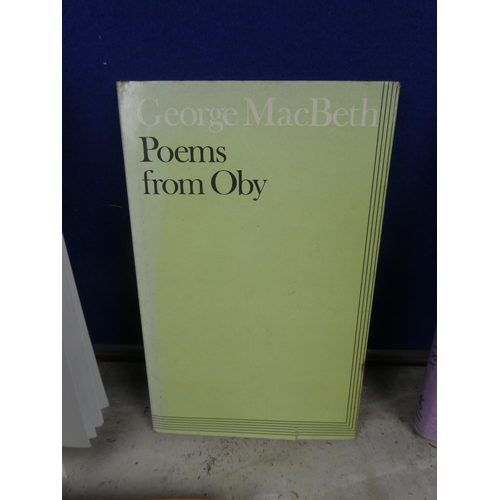 George MacBeth
Poems
from Oby